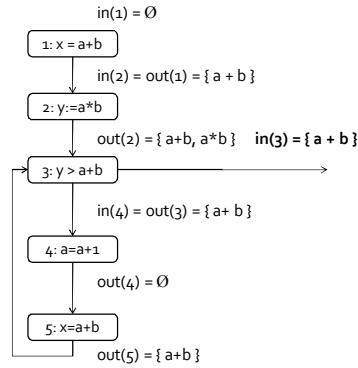 in(1) = Ø
1: x = a+b
in(2) = out(1) = { a + b }
2: y:=a*b
out(2) = { a+b, a*b } in(3) = { a + b }
3: y > a+b
in(4) = out(3) = { a+ b }
4: a=a+1
out(4) = Ø
5: x=a+b
out(5) = { a+b }